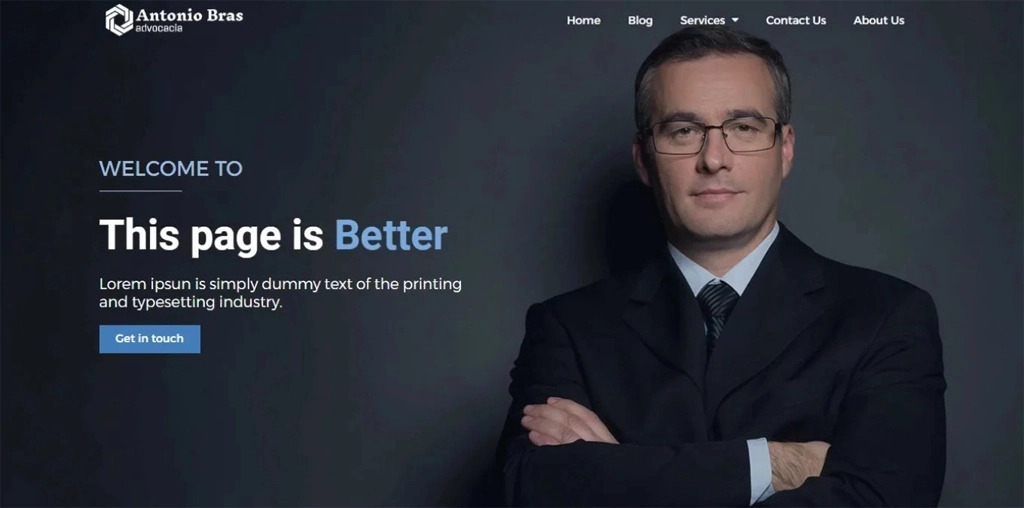 Antonio Bras
advocacia
Home Blog Services Contact Us About Us
WELCOME TO
This page is Better
Lorem ipsun is simply dummy text of the printing
and typesetting industry.
Get in touch